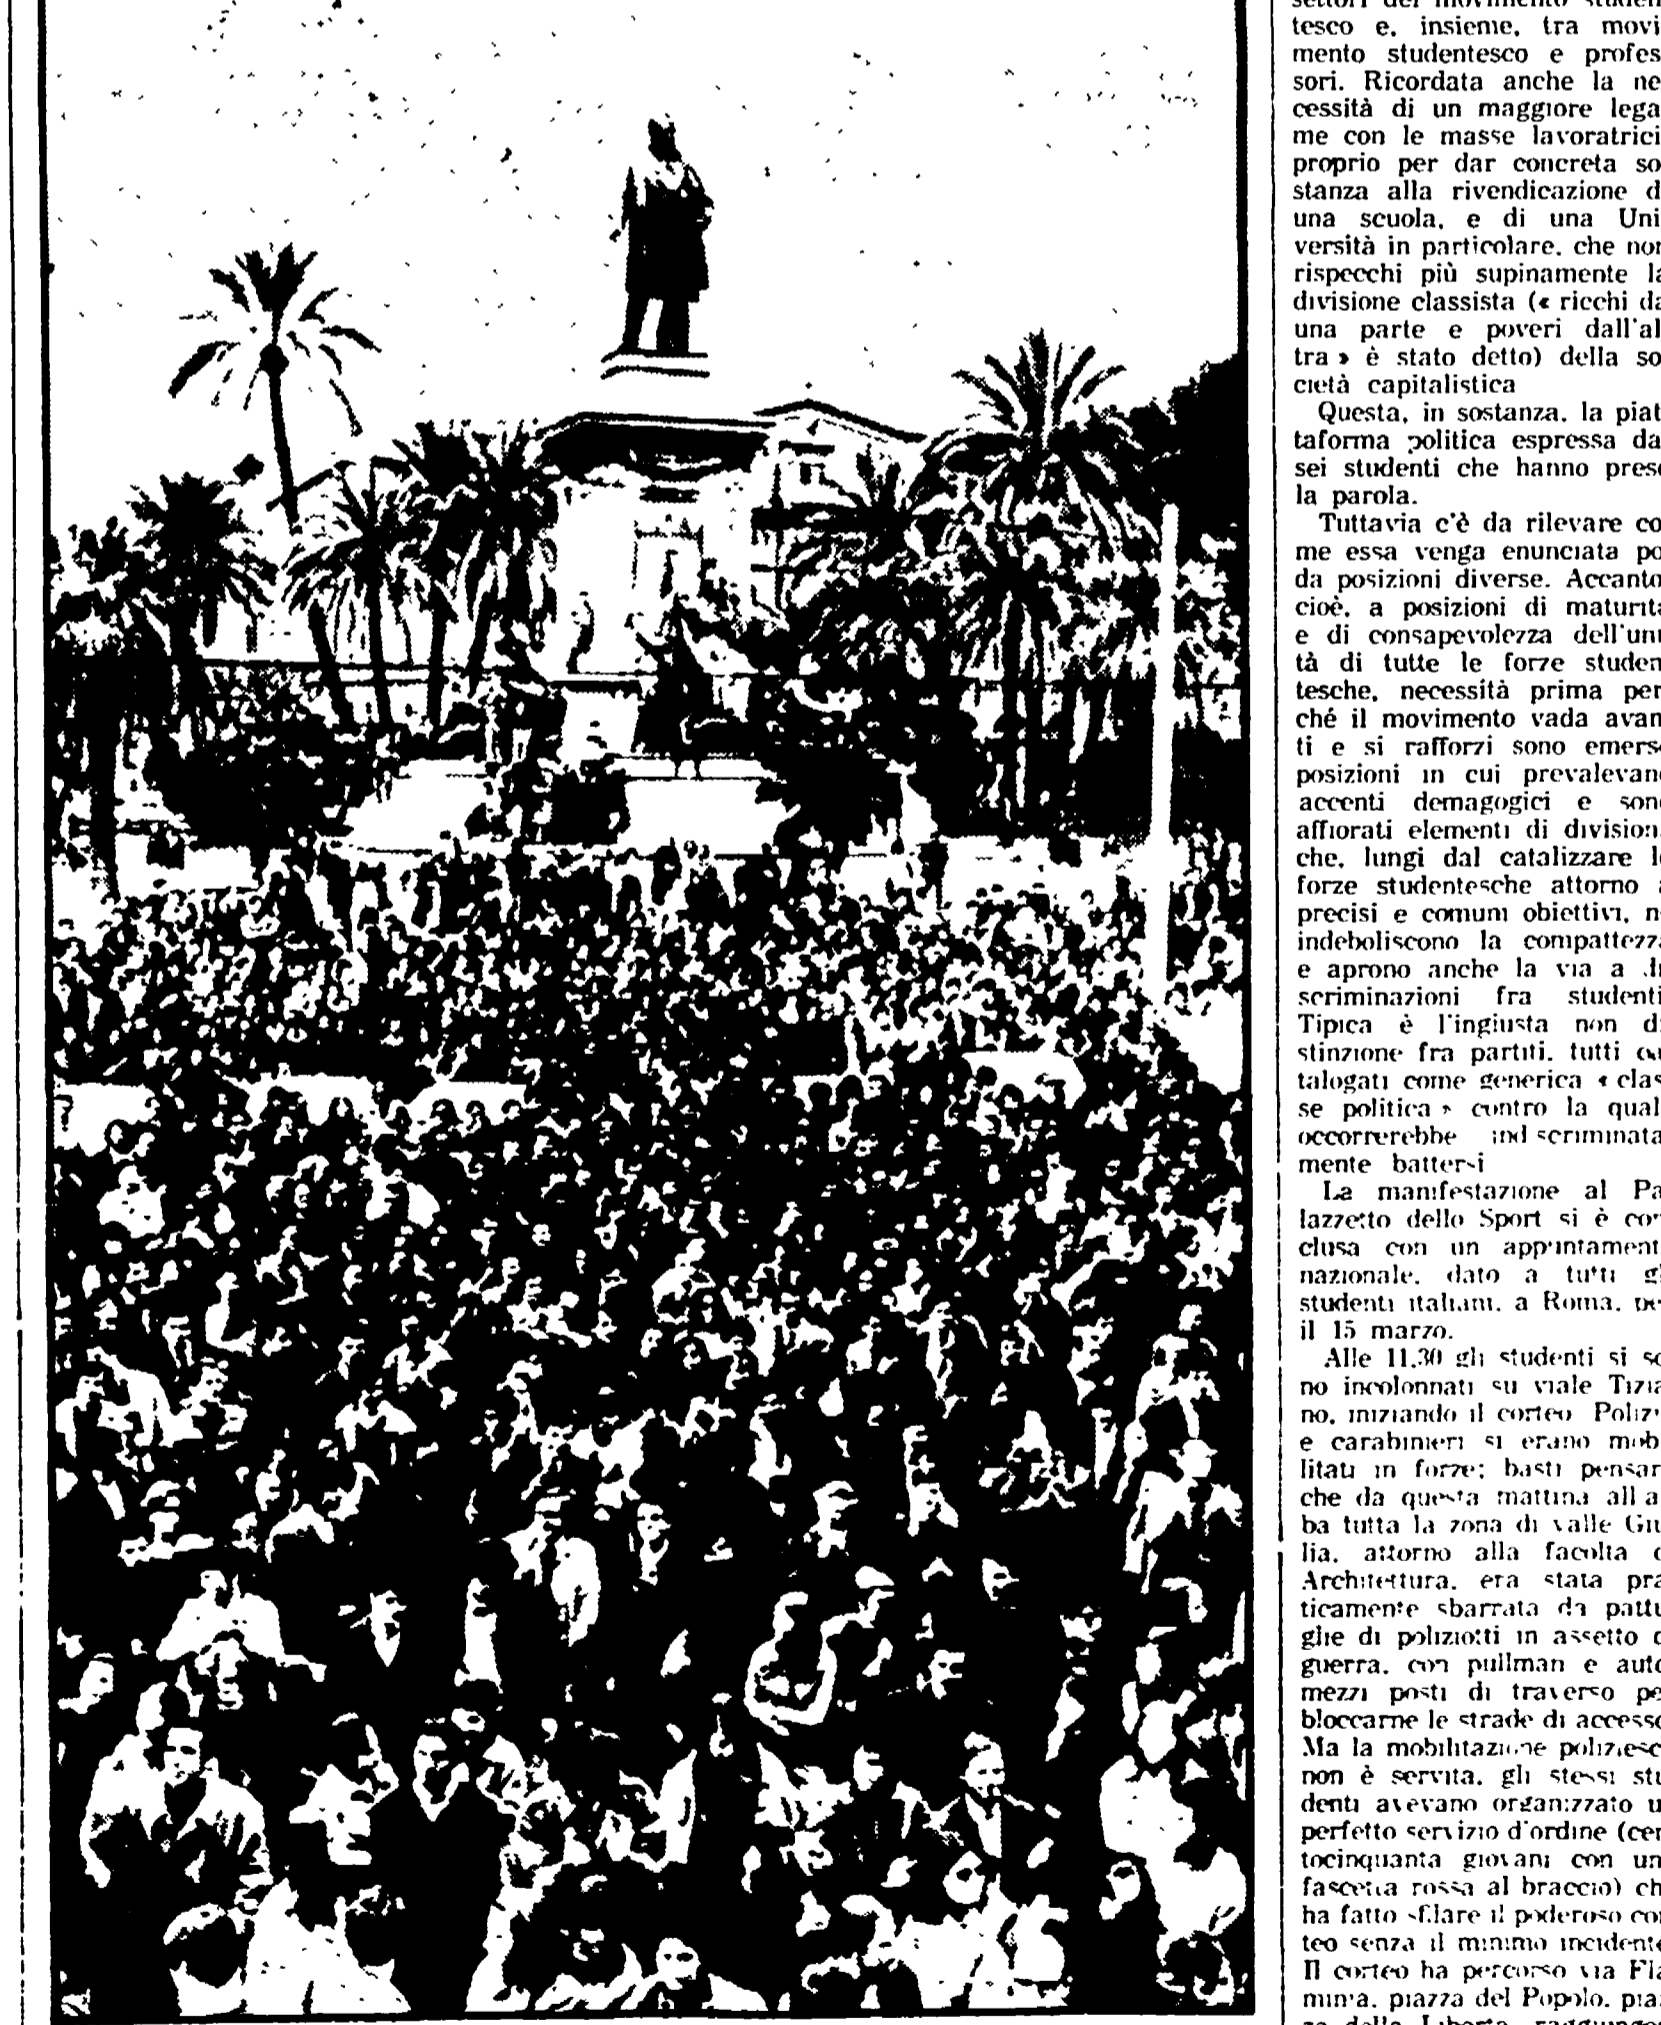 settori del movimento studen
tesco e, insieme, tra movi
mento studentesco e profes
sori. Ricordata anche la ne
cessità di un maggiore lega
me con le masse lavoratrici
proprio per dar concreta so
stanza alla rivendicazione d
una scuola, e di una Uni
versità in particolare, che non
rispecchi più supinamente la
divisione classista (« ricchi da
una parte e poveri dall'al
tra » è stato detto) della so
cietà capitalistica
Questa, in sostanza, la piat
taforma politica espressa da
sei studenti che hanno preso
la parola.
Tuttavia c'è da rilevare co
me essa venga enunciata po
da posizioni diverse. Accanto
cioè, a posizioni di maturità
e di consapevolezza dell'uni
tà di tutte le forze studen
tesche, necessità prima per
ché il movimento vada avan
ti e si rafforzi sono emerse
posizioni in cui prevalevano
accenti demagogici e sono
affiorati elementi di division
che, lungi dal catalizzare le
forze studentesche attorno a
precisi e comuni obiettivi, n
indeboliscono la compattezza
e aprono anche la via a di
scriminazioni fra studenti
Tipica è l'ingiusta non di
stinzione fra partiti, tutti ca
talogati come generica « clas
se politica » contro la qual
occorrerebbe indiscriminata
mente battersi
La manifestazione al Pa
lazzetto dello Sport si è con
clusa con un appuntament
nazionale, dato a tutti gl
studenti italiani, a Roma, pe
il 15 marzo.
Alle 11,30 gli studenti si so
no incolonnati su viale Tizia
no, iniziando il corteo Poliz
e carabinieri si erano mobi
litati in forze; basti pensar
che da questa mattina all'al
ba tutta la zona di valle Giu
lia, attorno alla facoltà d
Architettura, era stata pra
ticamente sbarrata da pattu
glie di poliziotti in assetto d
guerra, con pullman e auto
mezzi posti di traverso pe
bloccarne le strade di accesso
Ma la mobilitazione poliziesc
non è servita, gli stessi stu
denti avevano organizzato u
perfetto servizio d'ordine (cen
tocinquanta giovani con una
fascetta rossa al braccio) ch
ha fatto sfilare il poderoso cor
teo senza il minimo incidente
Il corteo ha percorso via Fla
minia, piazza del Popolo, piaz
za della Libertà, raggiungen